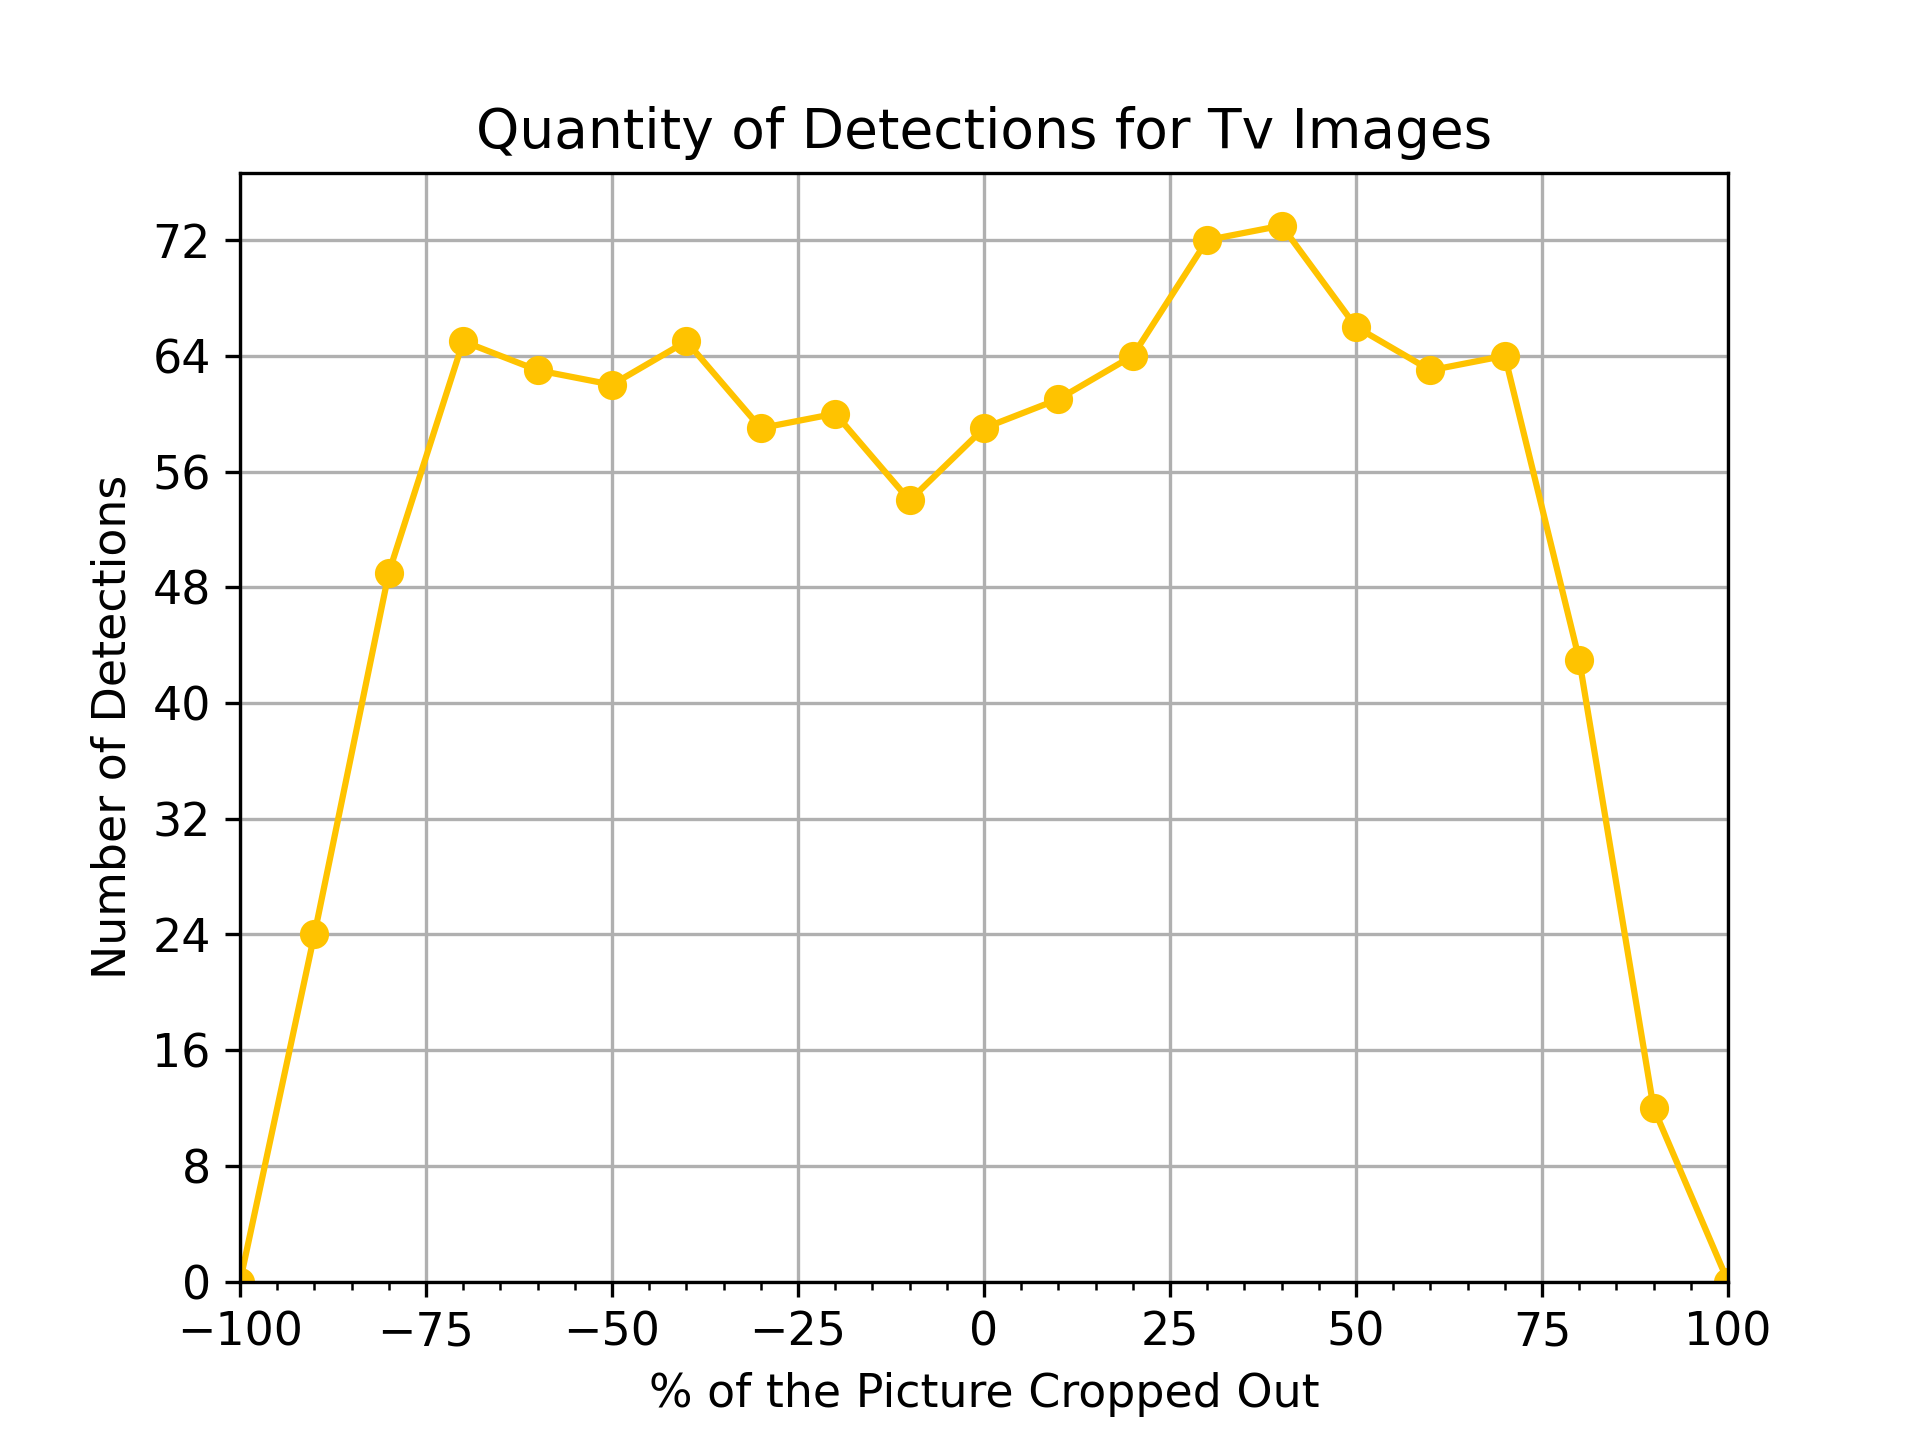 Quantity of Detections for Tv Images
Number of Detections
72
64
56
48
40
32
24
16
8
0
−100 −75 −50 −25 0 25 50 75 100
% of the Picture Cropped Out